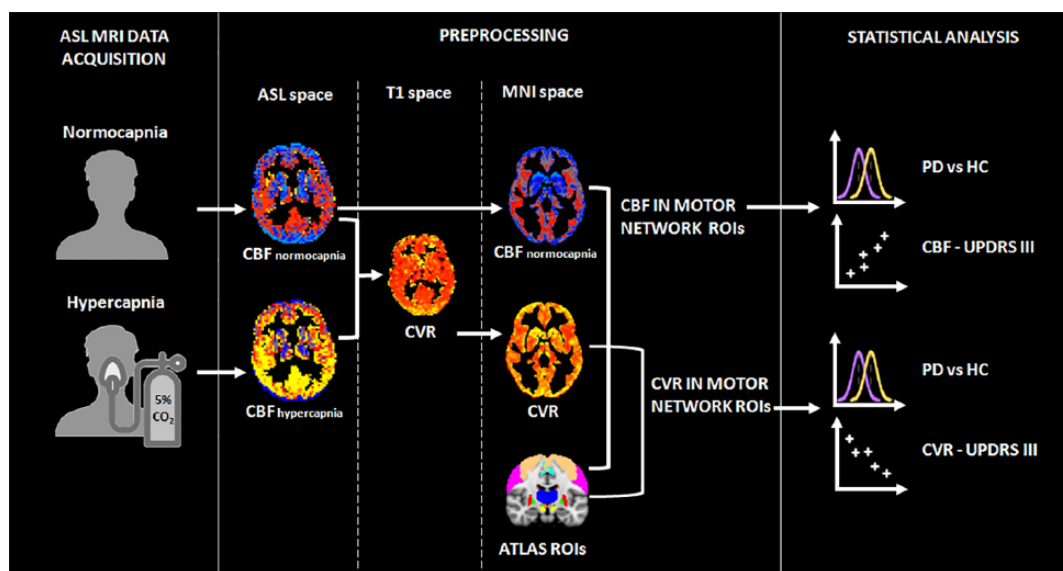 ASL MRI DATA
ACQUISITION
Normocapnia
Hypercapnia
5%
CO₂
PREPROCESSING
ASL space
T1 space
MNI space
CBF normocapnia
CBF hypercapnia
CVR
CBF normocapnia
CVR
ATLAS ROIs
CBF IN MOTOR
NETWORK ROIs
CVR IN MOTOR
NETWORK ROIs
STATISTICAL ANALYSIS
PD vs HC
CBF - UPDRS III
PD vs HC
CVR - UPDRS III